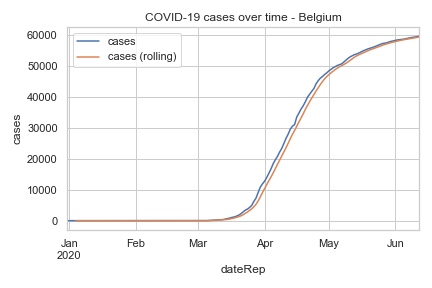 COVID-19 cases over time - Belgium
cases
cases (rolling)
60000
50000
40000
30000
20000
10000
0
cases
Jan
2020
Feb
Mar
Apr
May
Jun
dateRep